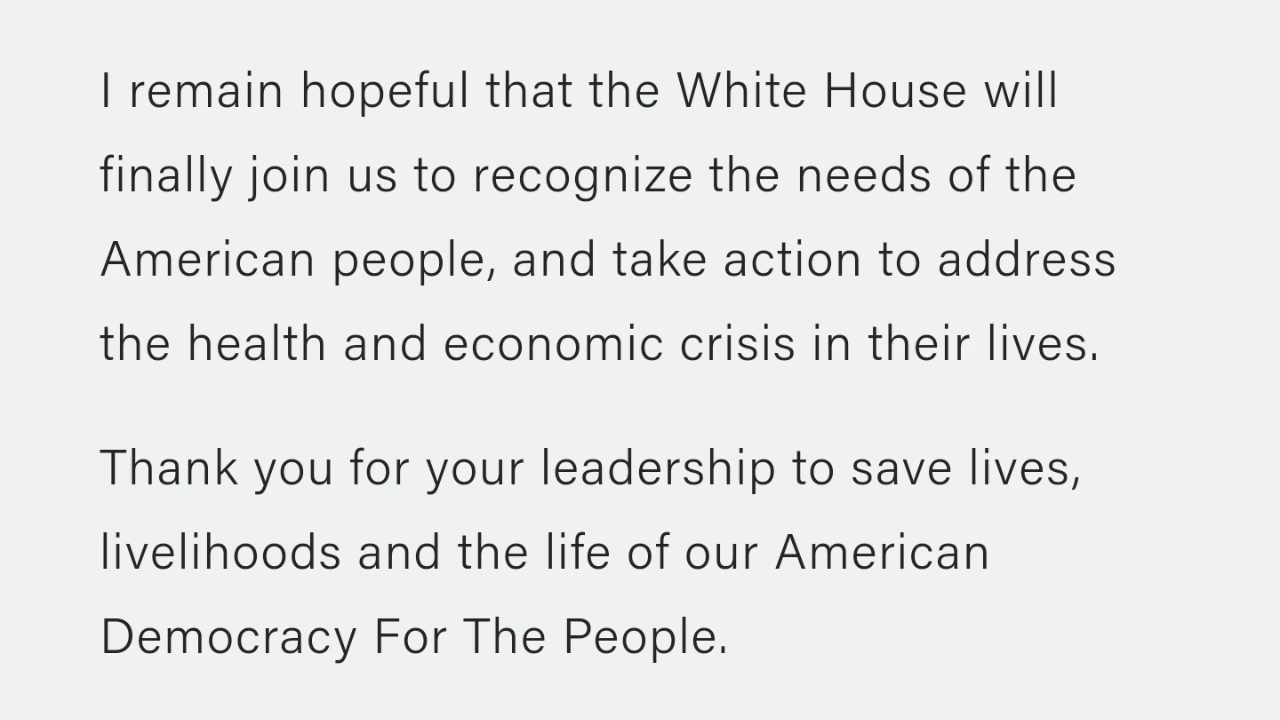 I remain hopeful that the White House will
finally join us to recognize the needs of the
American people, and take action to address
the health and economic crisis in their lives.
Thank you for your leadership to save lives,
livelihoods and the life of our American
Democracy For The People.